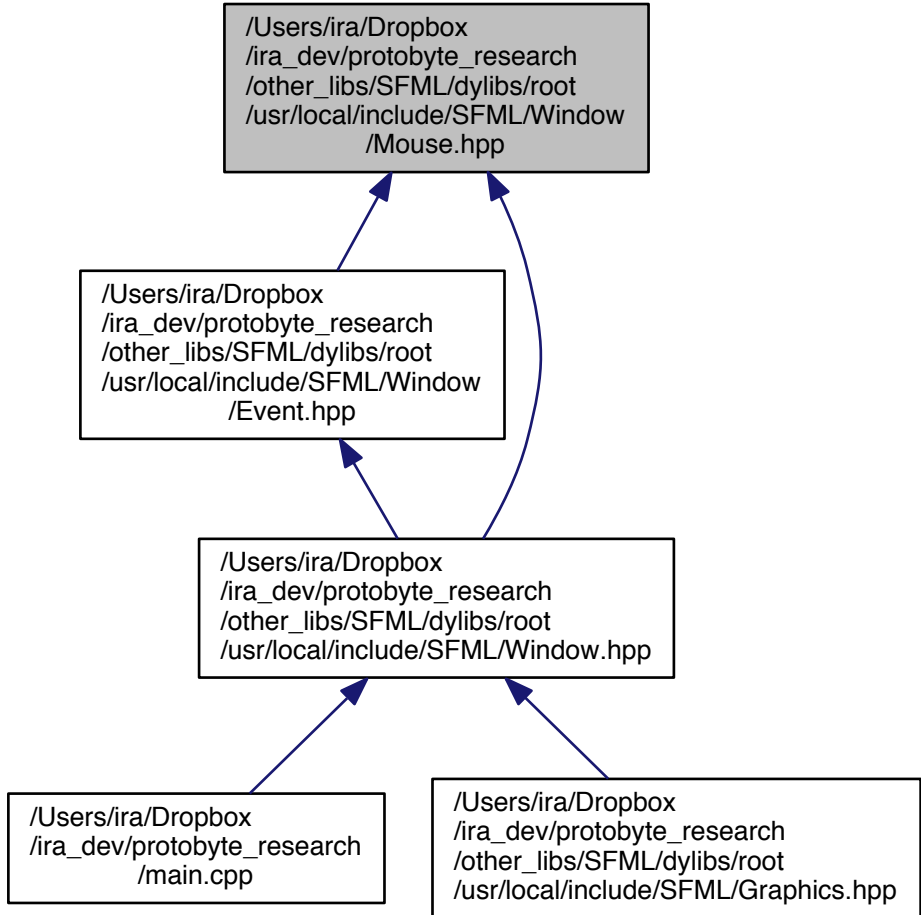 /Users/ira/Dropbox
/ira_dev/protobyte_research
/other_libs/SFML/dylibs/root
/usr/local/include/SFML/Window
/Mouse.hpp
/Users/ira/Dropbox
/ira_dev/protobyte_research
/other_libs/SFML/dylibs/root
/usr/local/include/SFML/Window
/Event.hpp
/Users/ira/Dropbox
/ira_dev/protobyte_research
/other_libs/SFML/dylibs/root
/usr/local/include/SFML/Window.hpp
/Users/ira/Dropbox
/ira_dev/protobyte_research
/main.cpp
/Users/ira/Dropbox
/ira_dev/protobyte_research
/other_libs/SFML/dylibs/root
/usr/local/include/SFML/Graphics.hpp